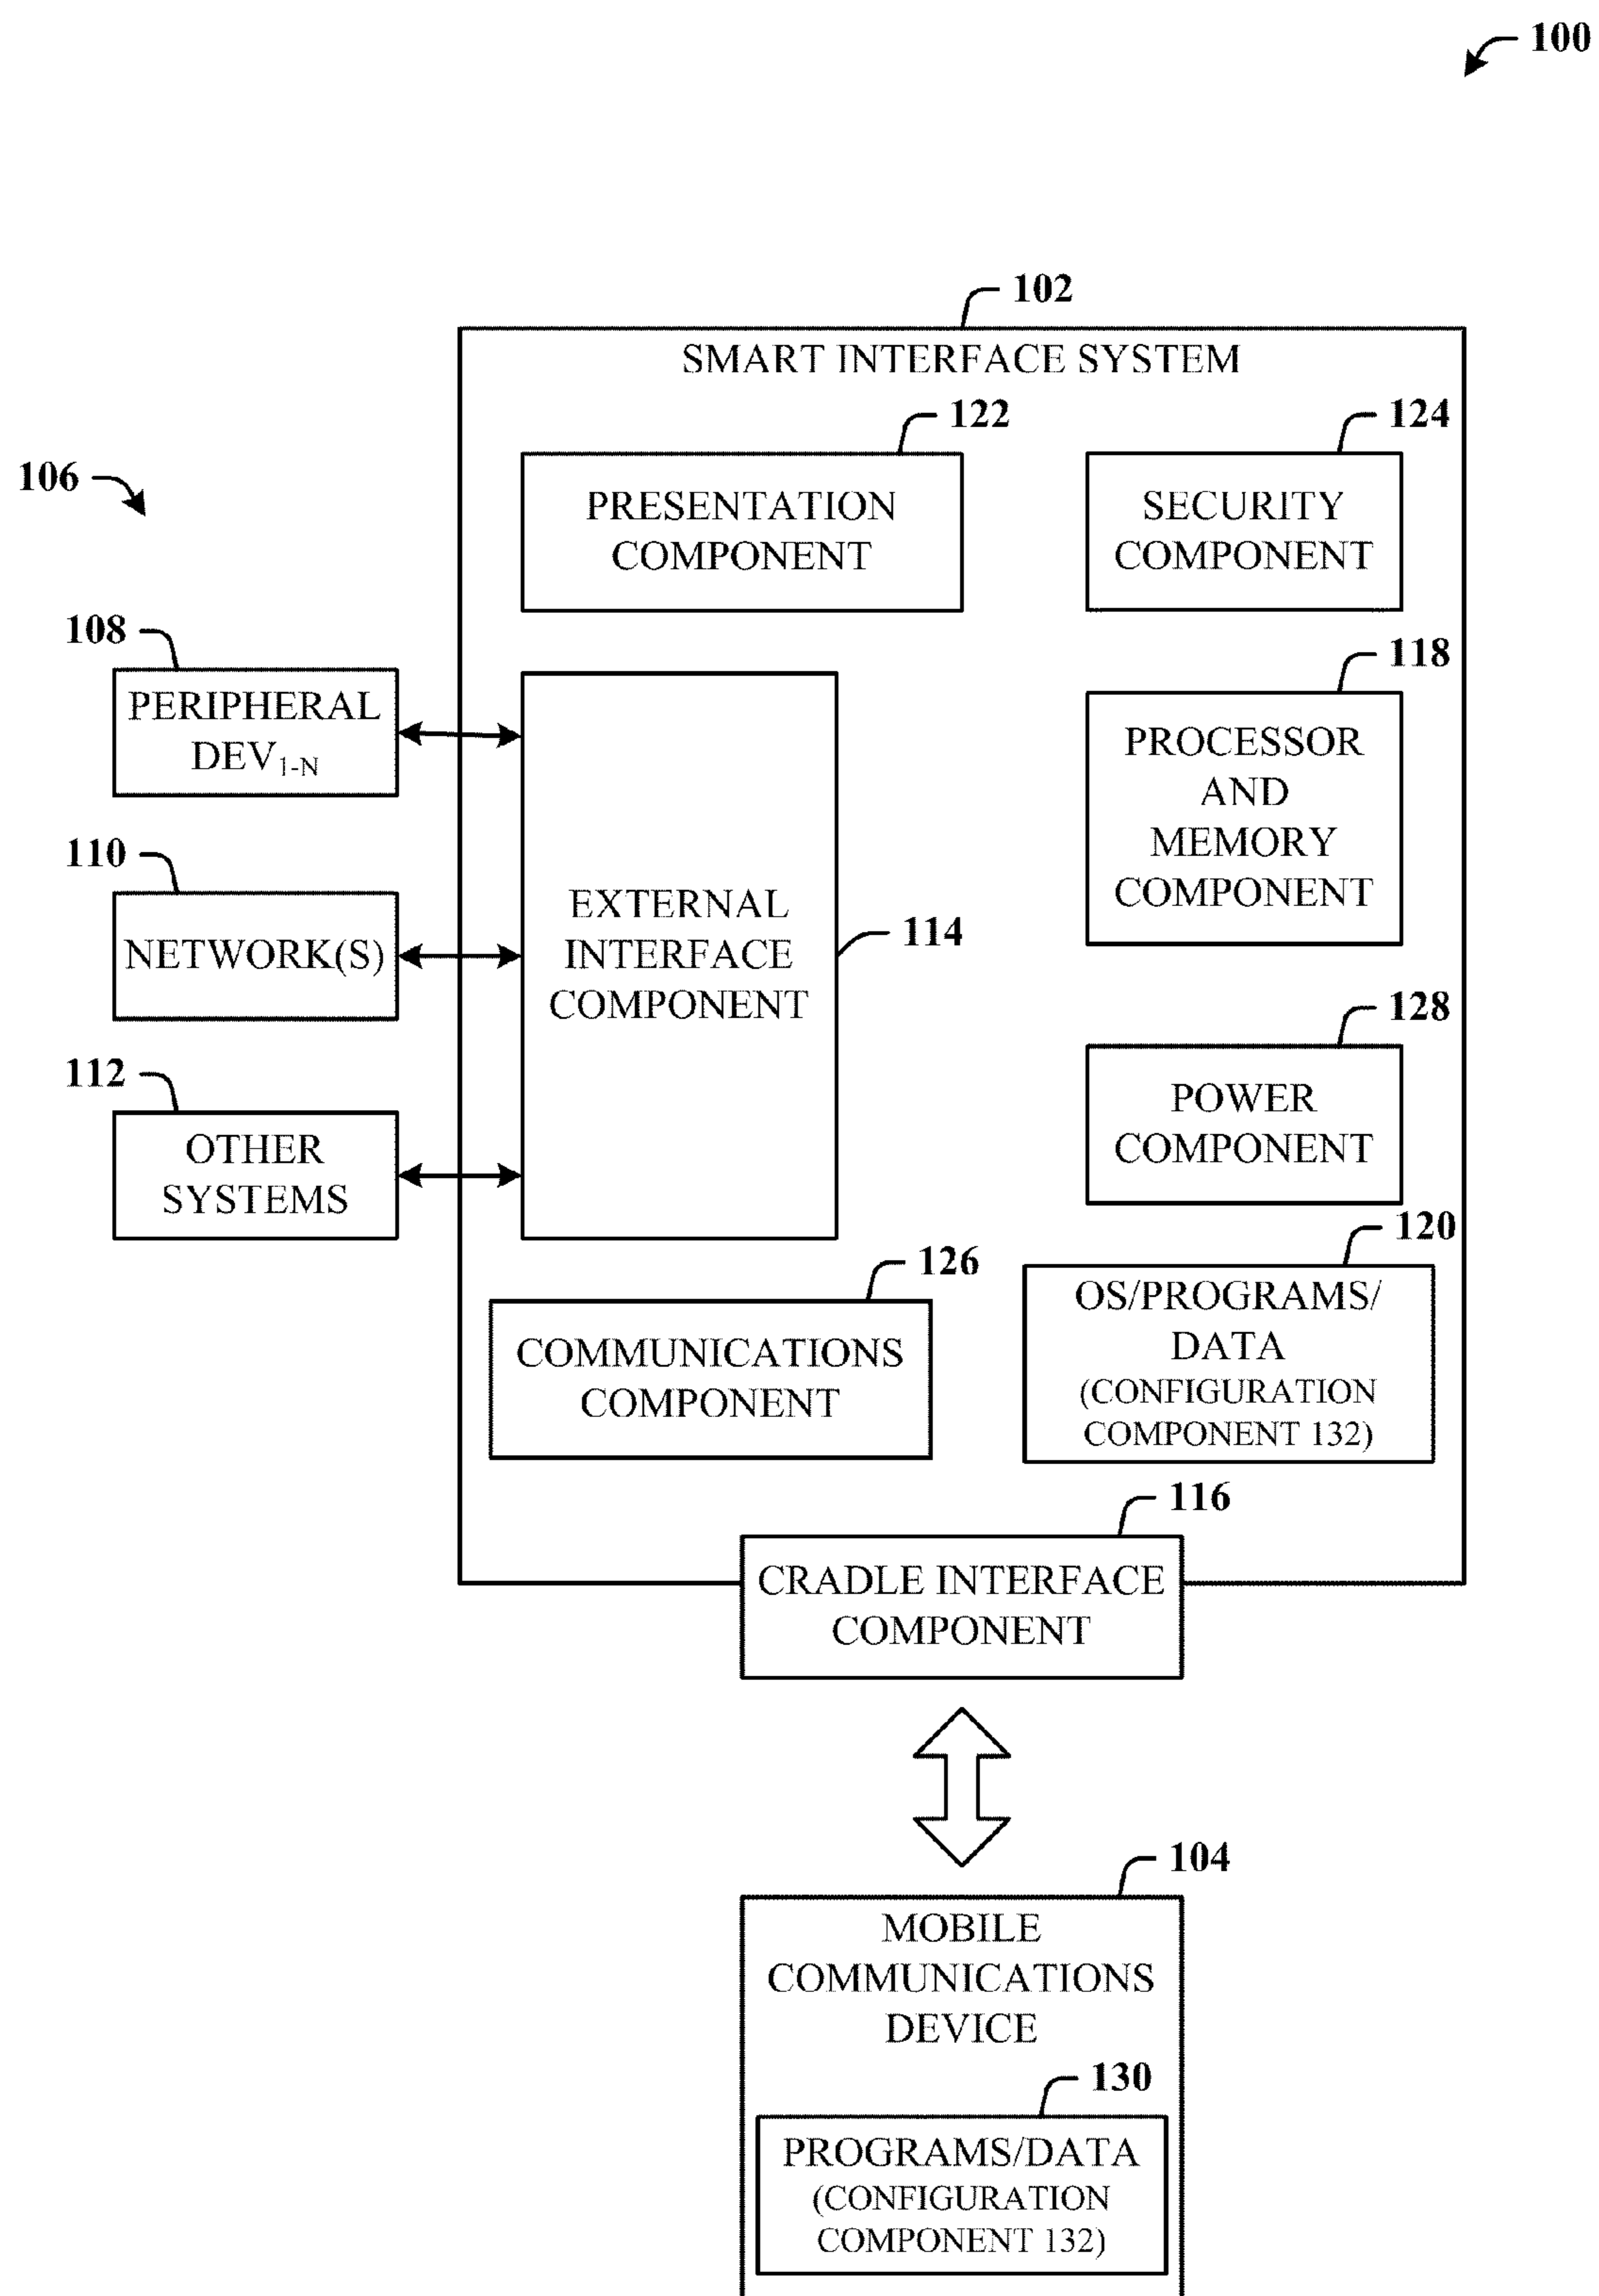 100
102
SMART INTERFACE SYSTEM
122
PRESENTATION
COMPONENT
124
SECURITY
COMPONENT
106
108
PERIPHERAL
DEV1-N
118
PROCESSOR
AND
MEMORY
COMPONENT
110
NETWORK(S)
EXTERNAL
INTERFACE
COMPONENT
114
128
POWER
COMPONENT
112
OTHER
SYSTEMS
126
COMMUNICATIONS
COMPONENT
120
OS/PROGRAMS/
DATA
(CONFIGURATION
COMPONENT 132)
116
CRADLE INTERFACE
COMPONENT
104
MOBILE
COMMUNICATIONS
DEVICE
130
PROGRAMS/DATA
(CONFIGURATION
COMPONENT 132)